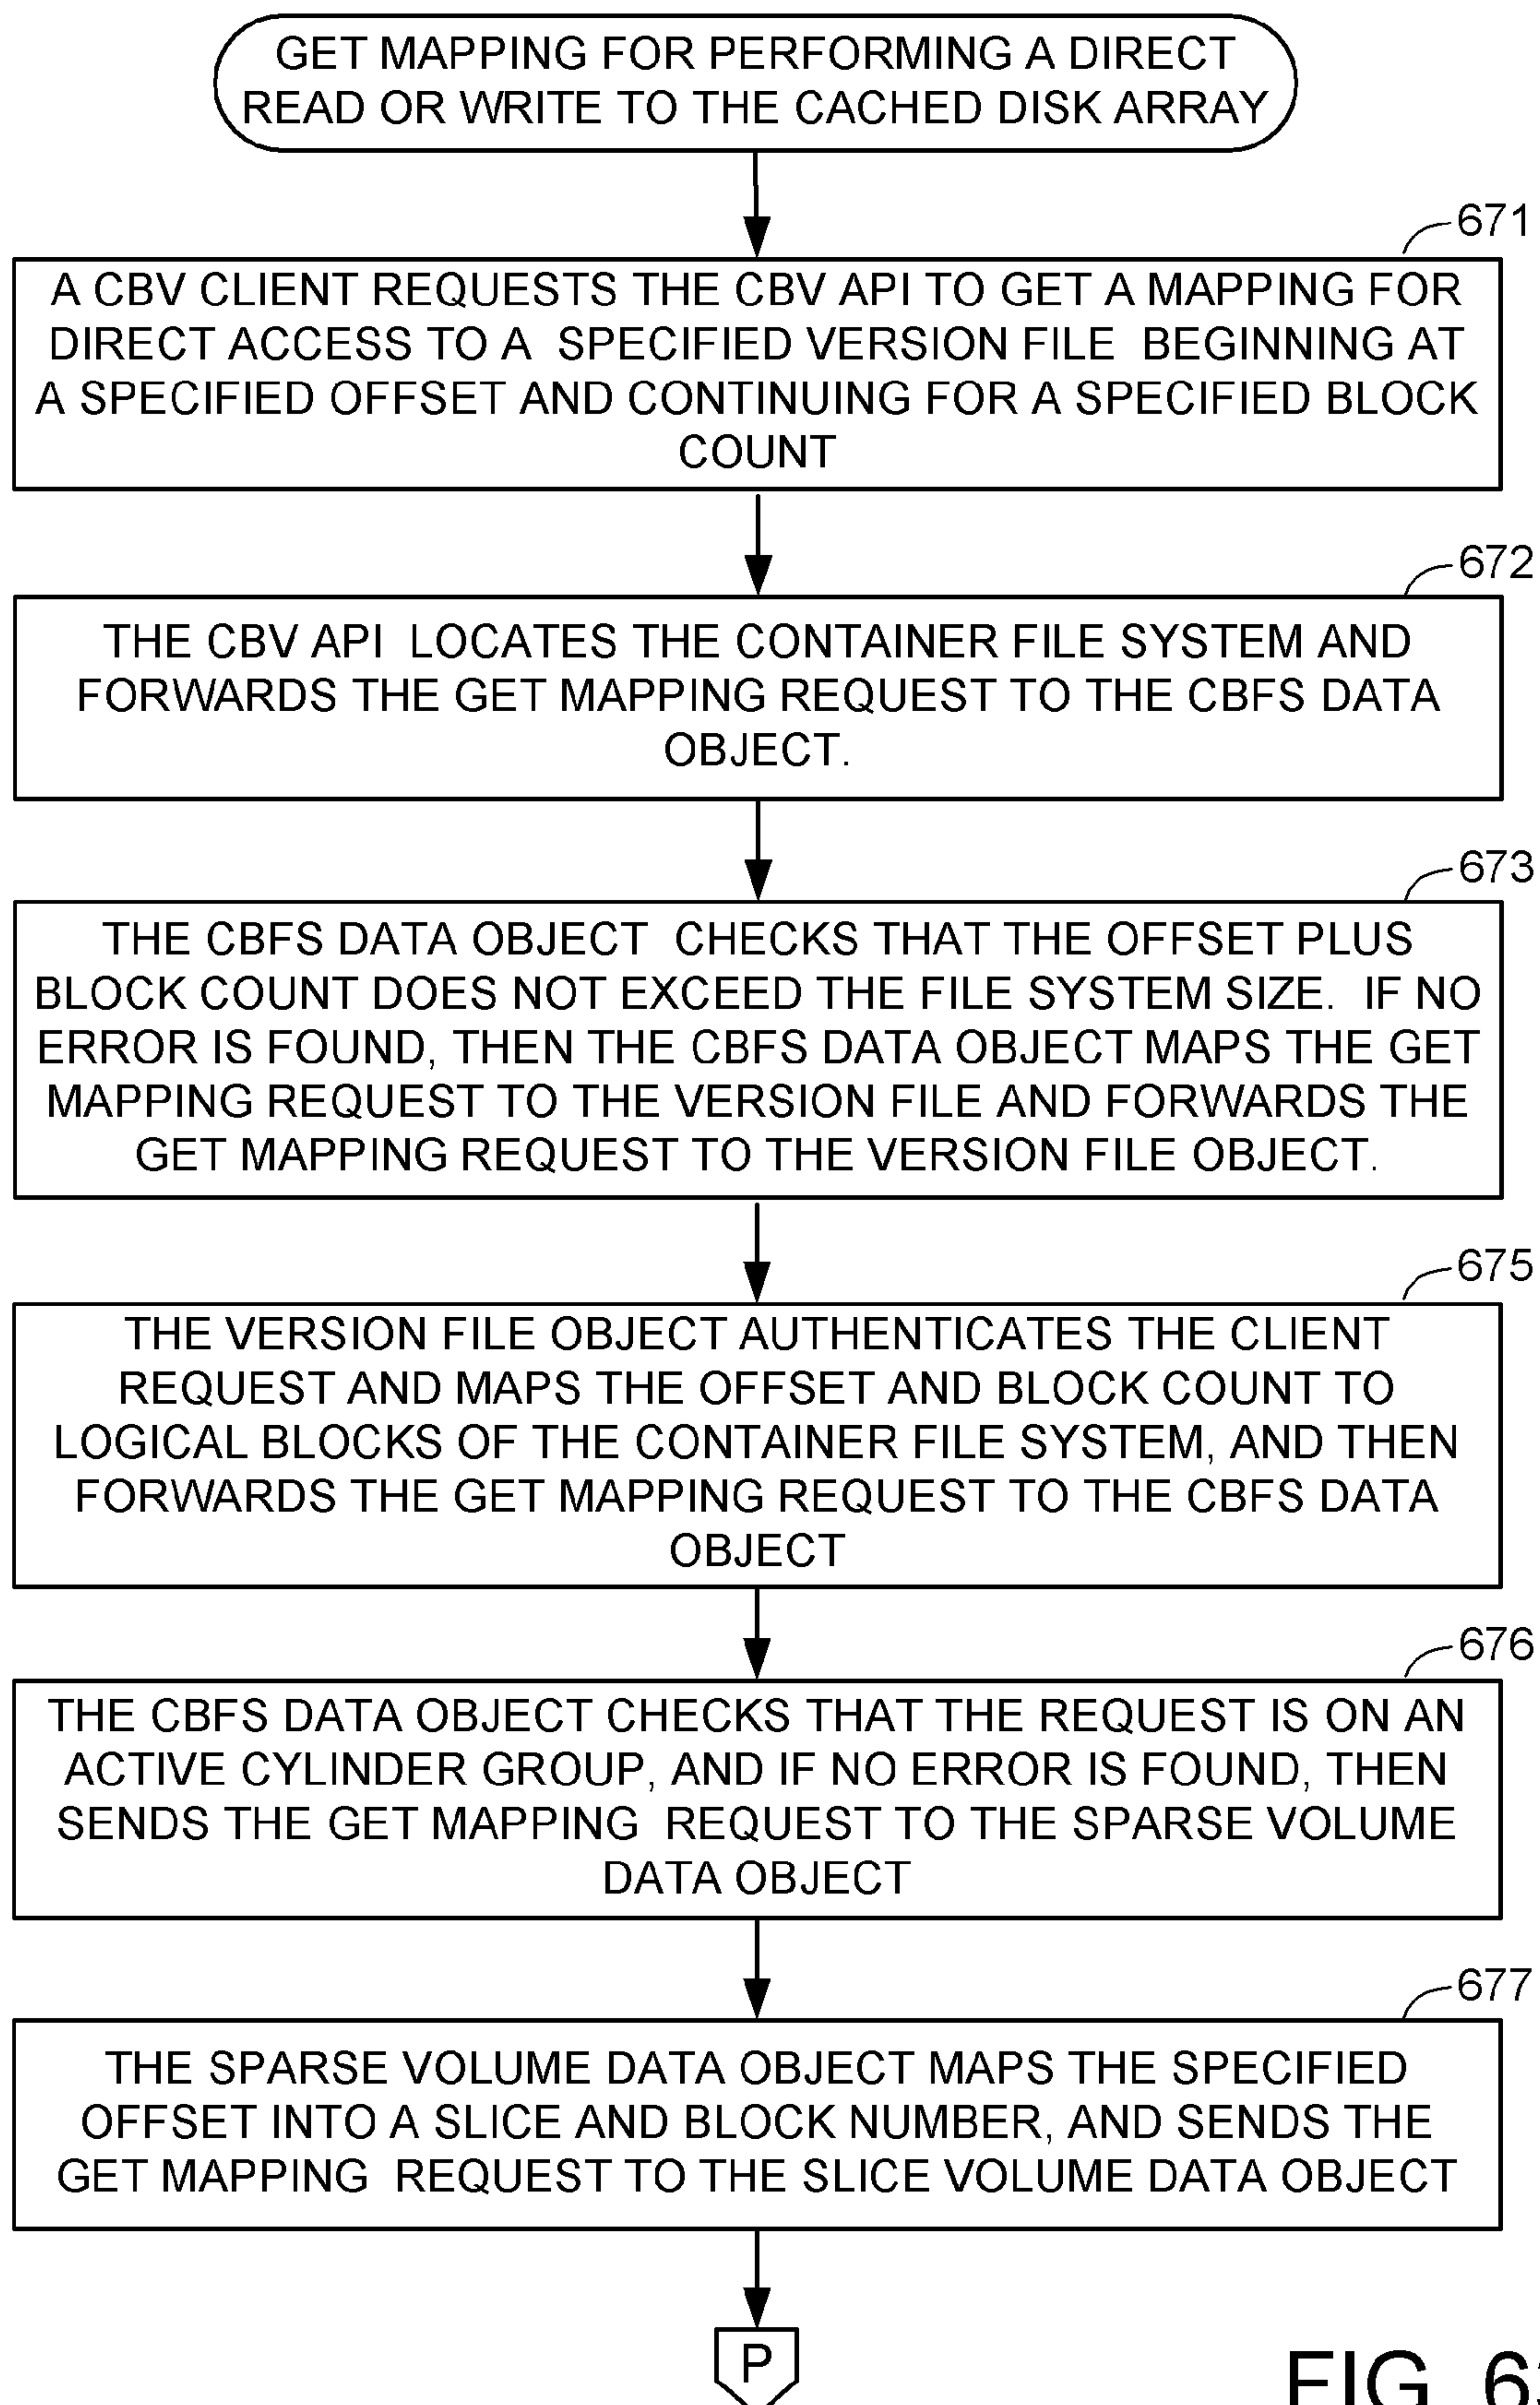 GET MAPPING FOR PERFORMING A DIRECT
READ OR WRITE TO THE CACHED DISK ARRAY
671
A CBV CLIENT REQUESTS THE CBV API TO GET A MAPPING FOR
DIRECT ACCESS TO A SPECIFIED VERSION FILE BEGINNING AT
A SPECIFIED OFFSET AND CONTINUING FOR A SPECIFIED BLOCK
COUNT
672
THE CBV API LOCATES THE CONTAINER FILE SYSTEM AND
FORWARDS THE GET MAPPING REQUEST TO THE CBFS DATA
OBJECT.
673
THE CBFS DATA OBJECT CHECKS THAT THE OFFSET PLUS
BLOCK COUNT DOES NOT EXCEED THE FILE SYSTEM SIZE. IF NO
ERROR IS FOUND, THEN THE CBFS DATA OBJECT MAPS THE GET
MAPPING REQUEST TO THE VERSION FILE AND FORWARDS THE
GET MAPPING REQUEST TO THE VERSION FILE OBJECT.
675
THE VERSION FILE OBJECT AUTHENTICATES THE CLIENT
REQUEST AND MAPS THE OFFSET AND BLOCK COUNT TO
LOGICAL BLOCKS OF THE CONTAINER FILE SYSTEM, AND THEN
FORWARDS THE GET MAPPING REQUEST TO THE CBFS DATA
OBJECT
676
THE CBFS DATA OBJECT CHECKS THAT THE REQUEST IS ON AN
ACTIVE CYLINDER GROUP, AND IF NO ERROR IS FOUND, THEN
SENDS THE GET MAPPING REQUEST TO THE SPARSE VOLUME
DATA OBJECT
677
THE SPARSE VOLUME DATA OBJECT MAPS THE SPECIFIED
OFFSET INTO A SLICE AND BLOCK NUMBER, AND SENDS THE
GET MAPPING REQUEST TO THE SLICE VOLUME DATA OBJECT
P
FIG.